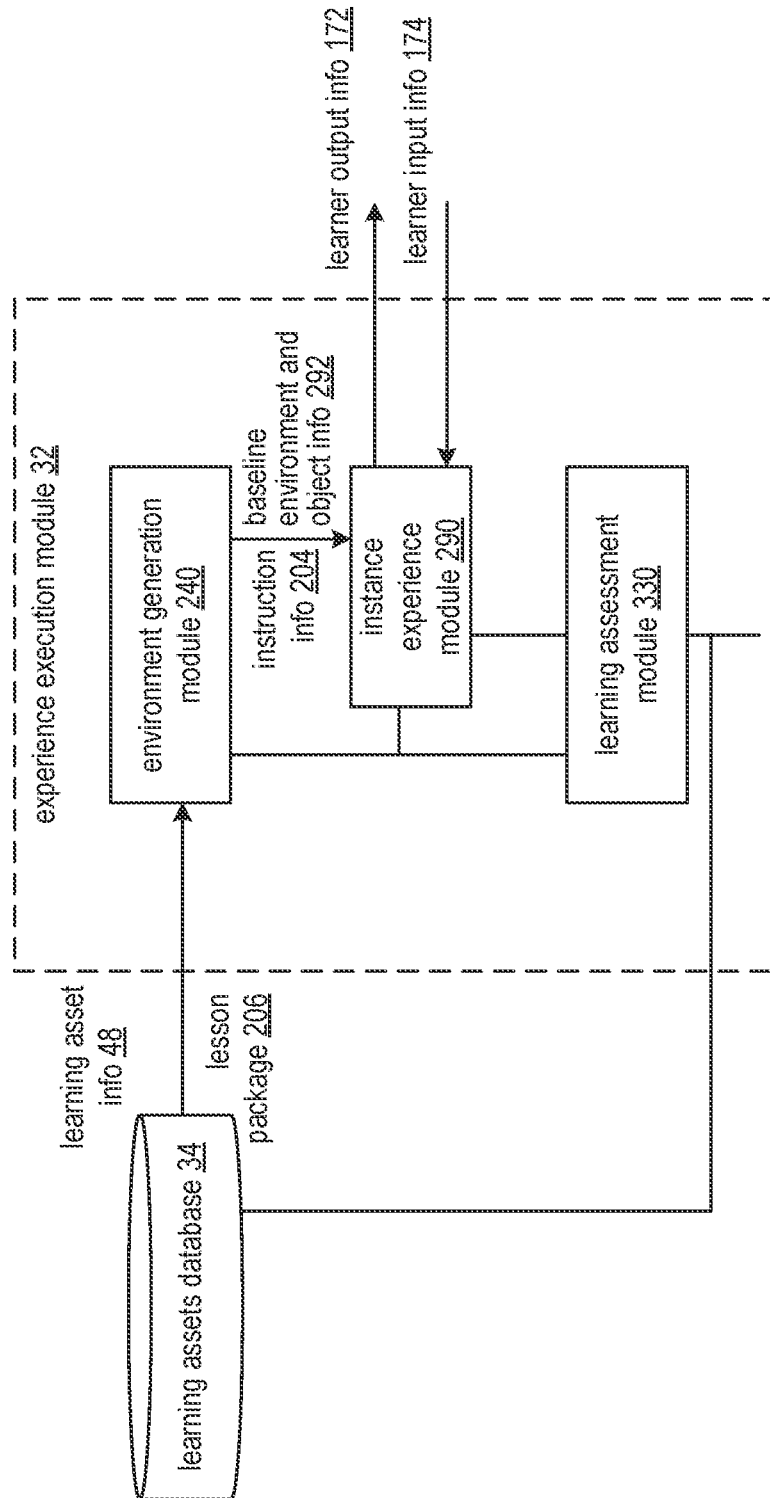 experience execution module 32
learning asset
info 48
lesson
package 206
learning assets database 34
environment generation
module 240
instruction
info 204
baseline
environment and
object info 292
instance
experience
module 290
learning assessment
module 330
learner output info 172
learner input info 174